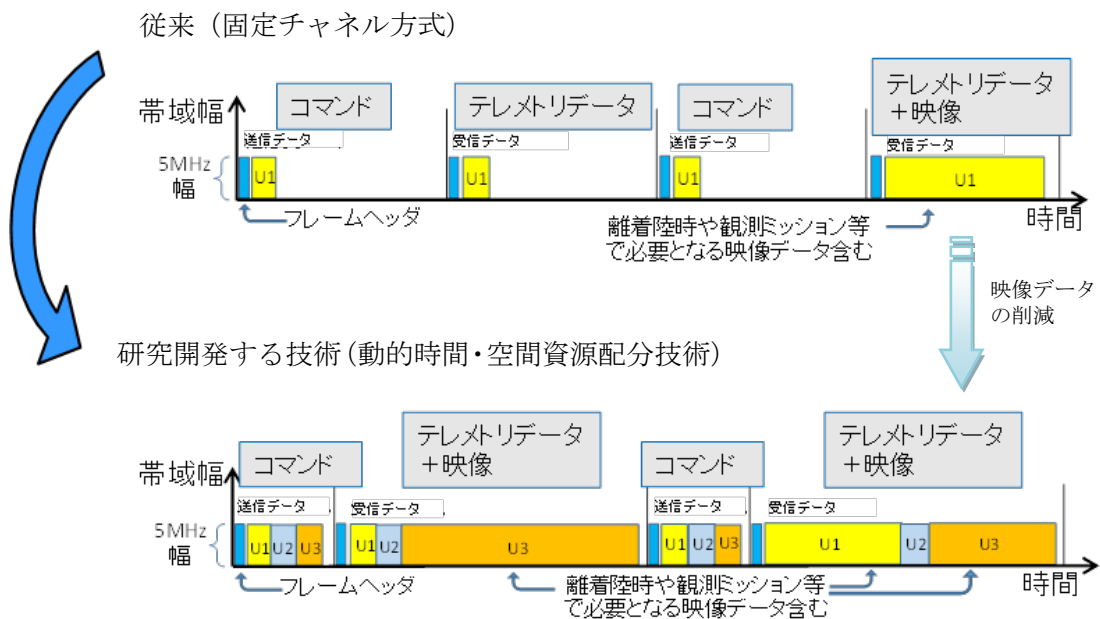 従来（固定チャネル方式）
コマンド
テレメトリデータ
コマンド
テレメトリデータ
＋映像
帯域幅
送信データ
受信データ
送信データ
受信データ
5MHz
幅
U1
U1
U1
U1
フレームヘッダ
離着陸時や観測ミッション等
で必要となる映像データ含む
時間
映像データ
の削減
研究開発する技術（動的時間・空間資源配分技術）
コマンド
テレメトリデータ
＋映像
コマンド
テレメトリデータ
＋映像
帯域幅
送信データ
受信データ
送信データ
受信データ
5MHz
幅
U1 U2 U3
U1 U2 U3
U1 U2 U3
U1 U2 U3
フレームヘッダ
離着陸時や観測ミッション等
で必要となる映像データ含む
時間